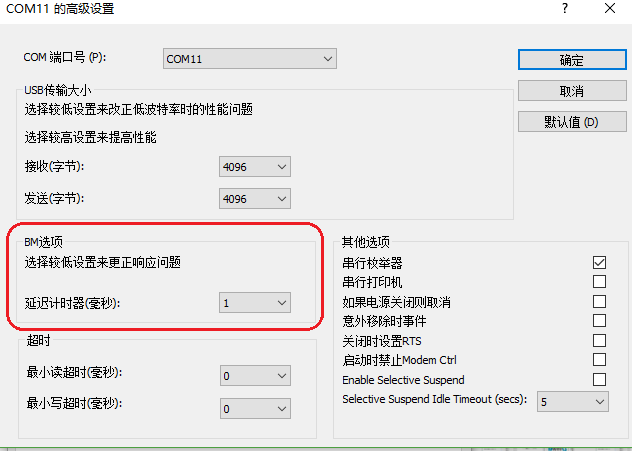 COM11 的高级设置
COM 端口号 (P):
COM11
确定
取消
默认值 (D)
USB传输大小
选择较低设置来改正低波特率时的性能问题
选择较高设置来提高性能
接收(字节):
4096
发送(字节):
4096
BM选项
选择较低设置来更正响应问题
延迟计时器(毫秒):
1
超时
最小读超时(毫秒):
0
最小写超时(毫秒):
0
其他选项
串行枚举器
串行打印机
如果电源关闭则取消
意外移除时事件
关闭时设置RTS
启动时禁止Modem Ctrl
Enable Selective Suspend
Selective Suspend Idle Timeout (secs):
5